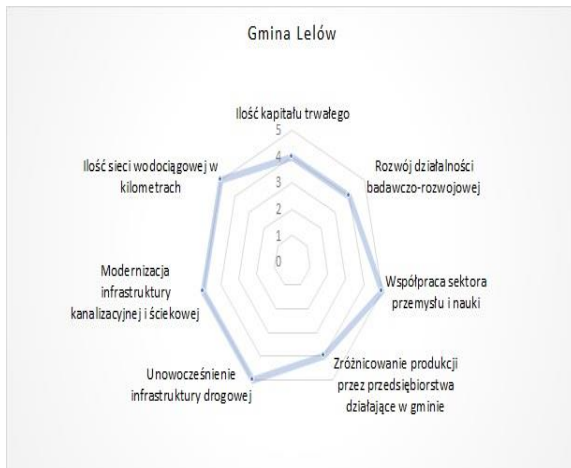 Gmina Lelów
Ilość kapitału trwałego
5
4
3
2
1
0
Rozwój działalności
badawczo-rozwojowej
Współpraca sektora
przemysłu i nauki
Zróżnicowanie produkcji
przez przedsiębiorstwa
działające w gminie
Unowocześnienie
infrastruktury drogowej
Modernizacja
infrastruktury
kanalizacyjnej i ściekowej
Ilość sieci wodociągowej w
kilometrach